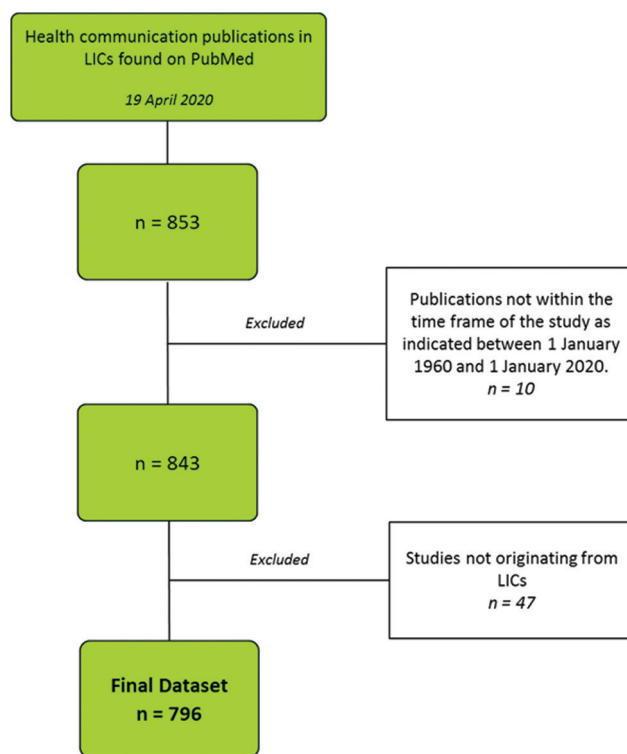 Health communication publications in
LICs found on PubMed
19 April 2020
n = 853
Excluded
Publications not within the
time frame of the study as
indicated between 1 January
1960 and 1 January 2020.
n = 10
n = 843
Excluded
Studies not originating from
LICs
n = 47
Final Dataset
n = 796